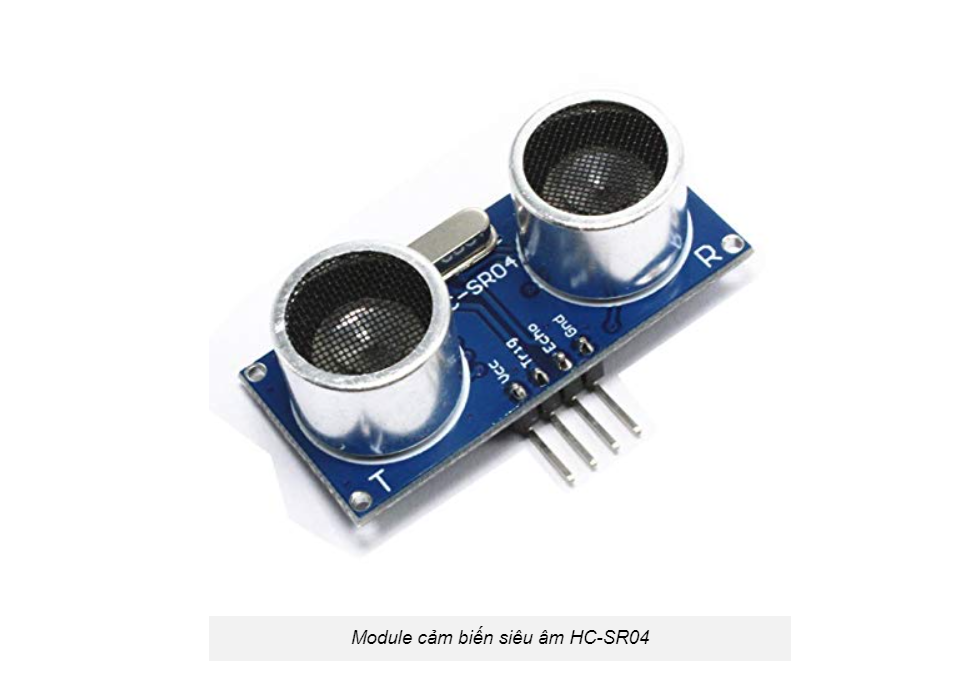 C-SR04
R
Vcc
Trig
Echo
Gnd
T
Module cảm biến siêu âm HC-SR04